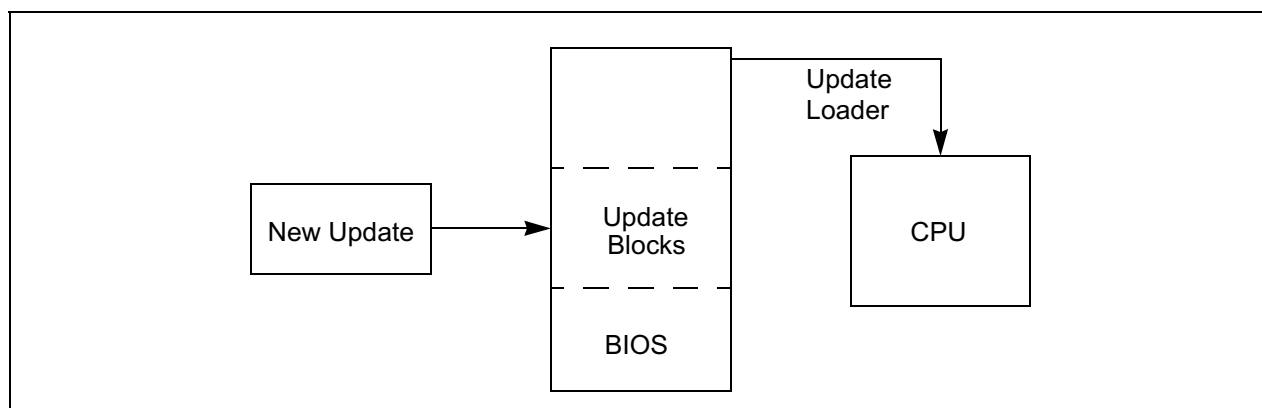 New Update
Update
Blocks
BIOS
Update
Loader
CPU